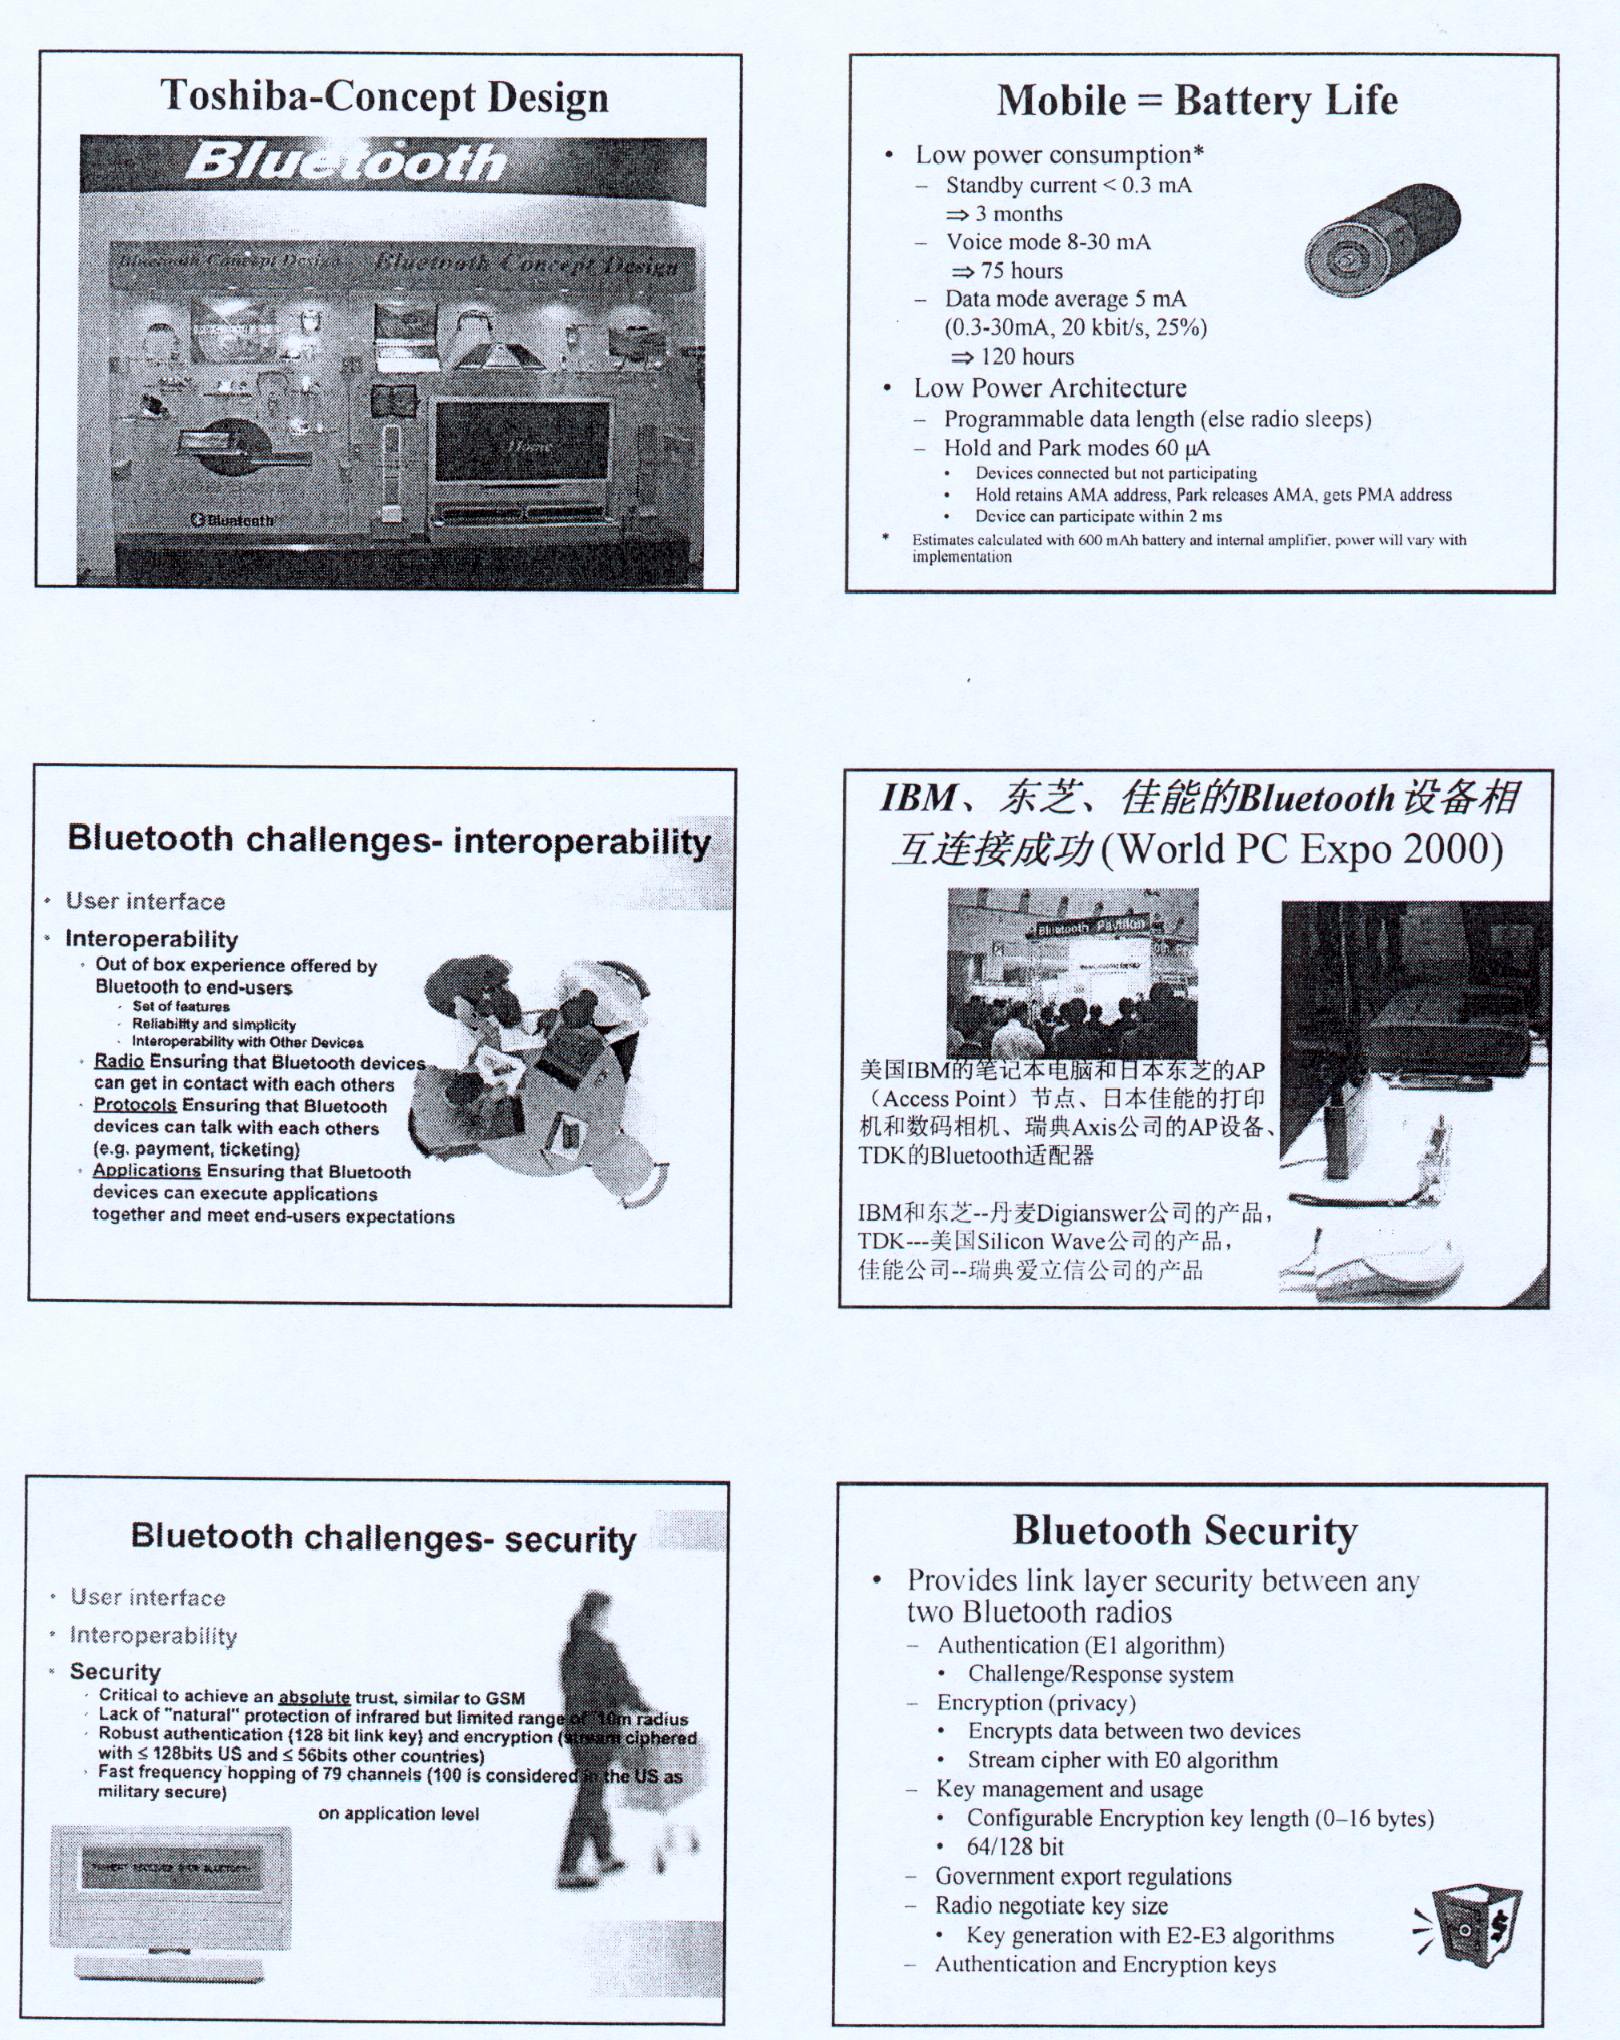 Toshiba-Concept Design
Bluetooth
Bluetooth Concept Design Bluetooth Concept Design
Home
Bluetooth
Mobile = Battery Life
• Low power consumption*
– Standby current < 0.3 mA
⇒ 3 months
– Voice mode 8-30 mA
⇒ 75 hours
– Data mode average 5 mA
(0.3-30mA, 20 kbit/s, 25%)
⇒ 120 hours
• Low Power Architecture
– Programmable data length (else radio sleeps)
– Hold and Park modes 60 µA
• Devices connected but not participating
• Hold retains AMA address, Park releases AMA, gets PMA address
• Device can participate within 2 ms
* Estimates calculated with 600 mAh battery and internal amplifier, power will vary with
implementation
Bluetooth challenges- interoperability
• User interface
• Interoperability
· Out of box experience offered by
Bluetooth to end-users
· Set of features
· Reliability and simplicity
· Interoperability with Other Devices
· Radio Ensuring that Bluetooth devices
can get in contact with each others
· Protocols Ensuring that Bluetooth
devices can talk with each others
(e.g. payment, ticketing)
· Applications Ensuring that Bluetooth
devices can execute applications
together and meet end-users expectations
IBM、东芝、佳能的Bluetooth设备相
互连接成功(World PC Expo 2000)
Bluetooth Pavilion
美国IBM的笔记本电脑和日本东芝的AP
（Access Point）节点、日本佳能的打印
机和数码相机、瑞典Axis公司的AP设备、
TDK的Bluetooth适配器
IBM和东芝--丹麦Digianswer公司的产品，
TDK---美国Silicon Wave公司的产品，
佳能公司--瑞典爱立信公司的产品
Bluetooth challenges- security
• User interface
• Interoperability
• Security
· Critical to achieve an absolute trust, similar to GSM
· Lack of "natural" protection of infrared but limited range of ~10m radius
· Robust authentication (128 bit link key) and encryption (stream ciphered
with ≤ 128bits US and ≤ 56bits other countries)
· Fast frequency hopping of 79 channels (100 is considered in the US as
military secure)
on application level
Bluetooth Security
• Provides link layer security between any
two Bluetooth radios
– Authentication (E1 algorithm)
• Challenge/Response system
– Encryption (privacy)
• Encrypts data between two devices
• Stream cipher with E0 algorithm
– Key management and usage
• Configurable Encryption key length (0–16 bytes)
• 64/128 bit
– Government export regulations
– Radio negotiate key size
• Key generation with E2-E3 algorithms
– Authentication and Encryption keys
$